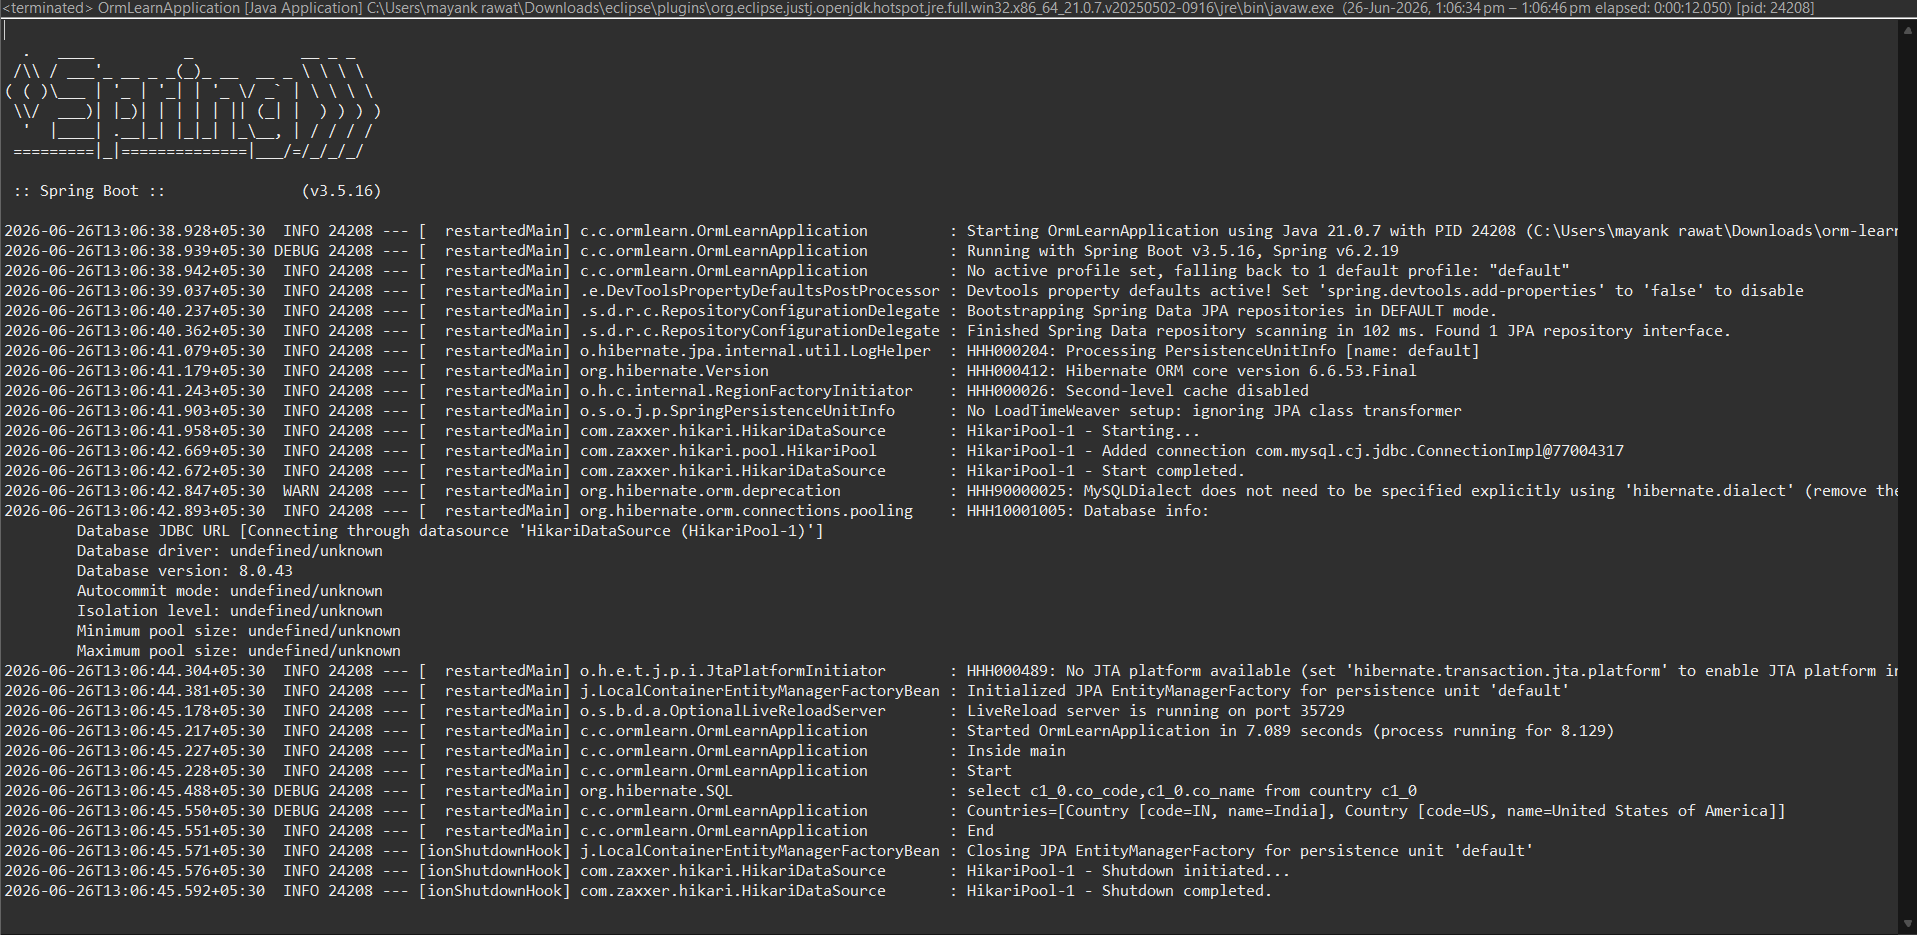 <terminated> OrmLearnApplication [Java Application] C:\Users\mayank rawat\Downloads\eclipse\plugins\org.eclipse.justj.openjdk.hotspot.jre.full.win32.x86_64_21.0.7.v20250502-0916\jre\bin\javaw.exe (26-Jun-2026, 1:06:34 pm – 1:06:46 pm elapsed: 0:00:12.050) [pid: 24208]
  .   ____          _            __ _ _
 /\\ / ___'_ __ _ _(_)_ __  __ _ \ \ \ \
( ( )\___ | '_ | '_| | '_ \/ _` | \ \ \ \
 \\/  ___)| |_)| | | | | || (_| |  ) ) ) )
  '  |____| .__|_| |_|_| |_\__, | / / / /
 =========|_|==============|___/=/_/_/_/
 :: Spring Boot ::                (v3.5.16)
2026-06-26T13:06:38.928+05:30  INFO 24208 --- [  restartedMain] c.c.ormlearn.OrmLearnApplication         : Starting OrmLearnApplication using Java 21.0.7 with PID 24208 (C:\Users\mayank rawat\Downloads\orm-learn
2026-06-26T13:06:38.939+05:30 DEBUG 24208 --- [  restartedMain] c.c.ormlearn.OrmLearnApplication         : Running with Spring Boot v3.5.16, Spring v6.2.19
2026-06-26T13:06:38.942+05:30  INFO 24208 --- [  restartedMain] c.c.ormlearn.OrmLearnApplication         : No active profile set, falling back to 1 default profile: "default"
2026-06-26T13:06:39.037+05:30  INFO 24208 --- [  restartedMain] .e.DevToolsPropertyDefaultsPostProcessor : Devtools property defaults active! Set 'spring.devtools.add-properties' to 'false' to disable
2026-06-26T13:06:40.237+05:30  INFO 24208 --- [  restartedMain] .s.d.r.c.RepositoryConfigurationDelegate : Bootstrapping Spring Data JPA repositories in DEFAULT mode.
2026-06-26T13:06:40.362+05:30  INFO 24208 --- [  restartedMain] .s.d.r.c.RepositoryConfigurationDelegate : Finished Spring Data repository scanning in 102 ms. Found 1 JPA repository interface.
2026-06-26T13:06:41.079+05:30  INFO 24208 --- [  restartedMain] o.hibernate.jpa.internal.util.LogHelper  : HHH000204: Processing PersistenceUnitInfo [name: default]
2026-06-26T13:06:41.179+05:30  INFO 24208 --- [  restartedMain] org.hibernate.Version                    : HHH000412: Hibernate ORM core version 6.6.53.Final
2026-06-26T13:06:41.243+05:30  INFO 24208 --- [  restartedMain] o.h.c.internal.RegionFactoryInitiator    : HHH000026: Second-level cache disabled
2026-06-26T13:06:41.903+05:30  INFO 24208 --- [  restartedMain] o.s.o.j.p.SpringPersistenceUnitInfo      : No LoadTimeWeaver setup: ignoring JPA class transformer
2026-06-26T13:06:41.958+05:30  INFO 24208 --- [  restartedMain] com.zaxxer.hikari.HikariDataSource       : HikariPool-1 - Starting...
2026-06-26T13:06:42.669+05:30  INFO 24208 --- [  restartedMain] com.zaxxer.hikari.pool.HikariPool        : HikariPool-1 - Added connection com.mysql.cj.jdbc.ConnectionImpl@77004317
2026-06-26T13:06:42.672+05:30  INFO 24208 --- [  restartedMain] com.zaxxer.hikari.HikariDataSource       : HikariPool-1 - Start completed.
2026-06-26T13:06:42.847+05:30  WARN 24208 --- [  restartedMain] org.hibernate.orm.deprecation            : HHH90000025: MySQLDialect does not need to be specified explicitly using 'hibernate.dialect' (remove the
2026-06-26T13:06:42.893+05:30  INFO 24208 --- [  restartedMain] org.hibernate.orm.connections.pooling    : HHH10001005: Database info:
	Database JDBC URL [Connecting through datasource 'HikariDataSource (HikariPool-1)']
	Database driver: undefined/unknown
	Database version: 8.0.43
	Autocommit mode: undefined/unknown
	Isolation level: undefined/unknown
	Minimum pool size: undefined/unknown
	Maximum pool size: undefined/unknown
2026-06-26T13:06:44.304+05:30  INFO 24208 --- [  restartedMain] o.h.e.t.j.p.i.JtaPlatformInitiator       : HHH000489: No JTA platform available (set 'hibernate.transaction.jta.platform' to enable JTA platform in
2026-06-26T13:06:44.381+05:30  INFO 24208 --- [  restartedMain] j.LocalContainerEntityManagerFactoryBean : Initialized JPA EntityManagerFactory for persistence unit 'default'
2026-06-26T13:06:45.178+05:30  INFO 24208 --- [  restartedMain] o.s.b.d.a.OptionalLiveReloadServer       : LiveReload server is running on port 35729
2026-06-26T13:06:45.217+05:30  INFO 24208 --- [  restartedMain] c.c.ormlearn.OrmLearnApplication         : Started OrmLearnApplication in 7.089 seconds (process running for 8.129)
2026-06-26T13:06:45.227+05:30  INFO 24208 --- [  restartedMain] c.c.ormlearn.OrmLearnApplication         : Inside main
2026-06-26T13:06:45.228+05:30  INFO 24208 --- [  restartedMain] c.c.ormlearn.OrmLearnApplication         : Start
2026-06-26T13:06:45.488+05:30 DEBUG 24208 --- [  restartedMain] org.hibernate.SQL                        : select c1_0.co_code,c1_0.co_name from country c1_0
2026-06-26T13:06:45.550+05:30 DEBUG 24208 --- [  restartedMain] c.c.ormlearn.OrmLearnApplication         : Countries=[Country [code=IN, name=India], Country [code=US, name=United States of America]]
2026-06-26T13:06:45.551+05:30  INFO 24208 --- [  restartedMain] c.c.ormlearn.OrmLearnApplication         : End
2026-06-26T13:06:45.571+05:30  INFO 24208 --- [ionShutdownHook] j.LocalContainerEntityManagerFactoryBean : Closing JPA EntityManagerFactory for persistence unit 'default'
2026-06-26T13:06:45.576+05:30  INFO 24208 --- [ionShutdownHook] com.zaxxer.hikari.HikariDataSource       : HikariPool-1 - Shutdown initiated...
2026-06-26T13:06:45.592+05:30  INFO 24208 --- [ionShutdownHook] com.zaxxer.hikari.HikariDataSource       : HikariPool-1 - Shutdown completed.